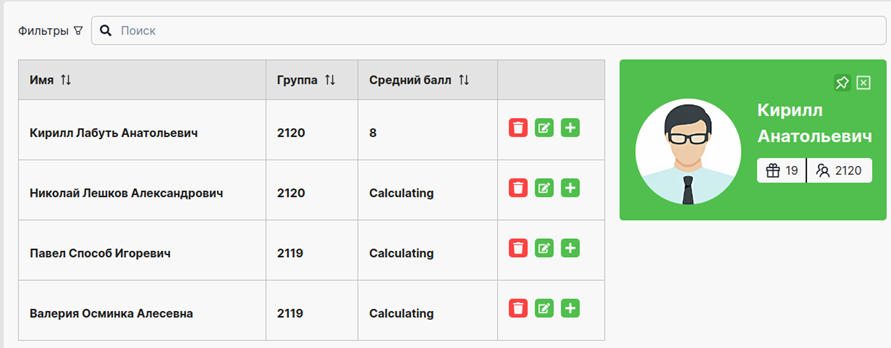 Фильтры Поиск
Имя Группа Средний балл
Кирилл Лабуть Анатольевич 2120 8
Николай Лешков Александрович 2120 Calculating
Павел Способ Игоревич 2119 Calculating
Валерия Осминка Алесевна 2119 Calculating
Кирилл
Анатольевич
19 2120